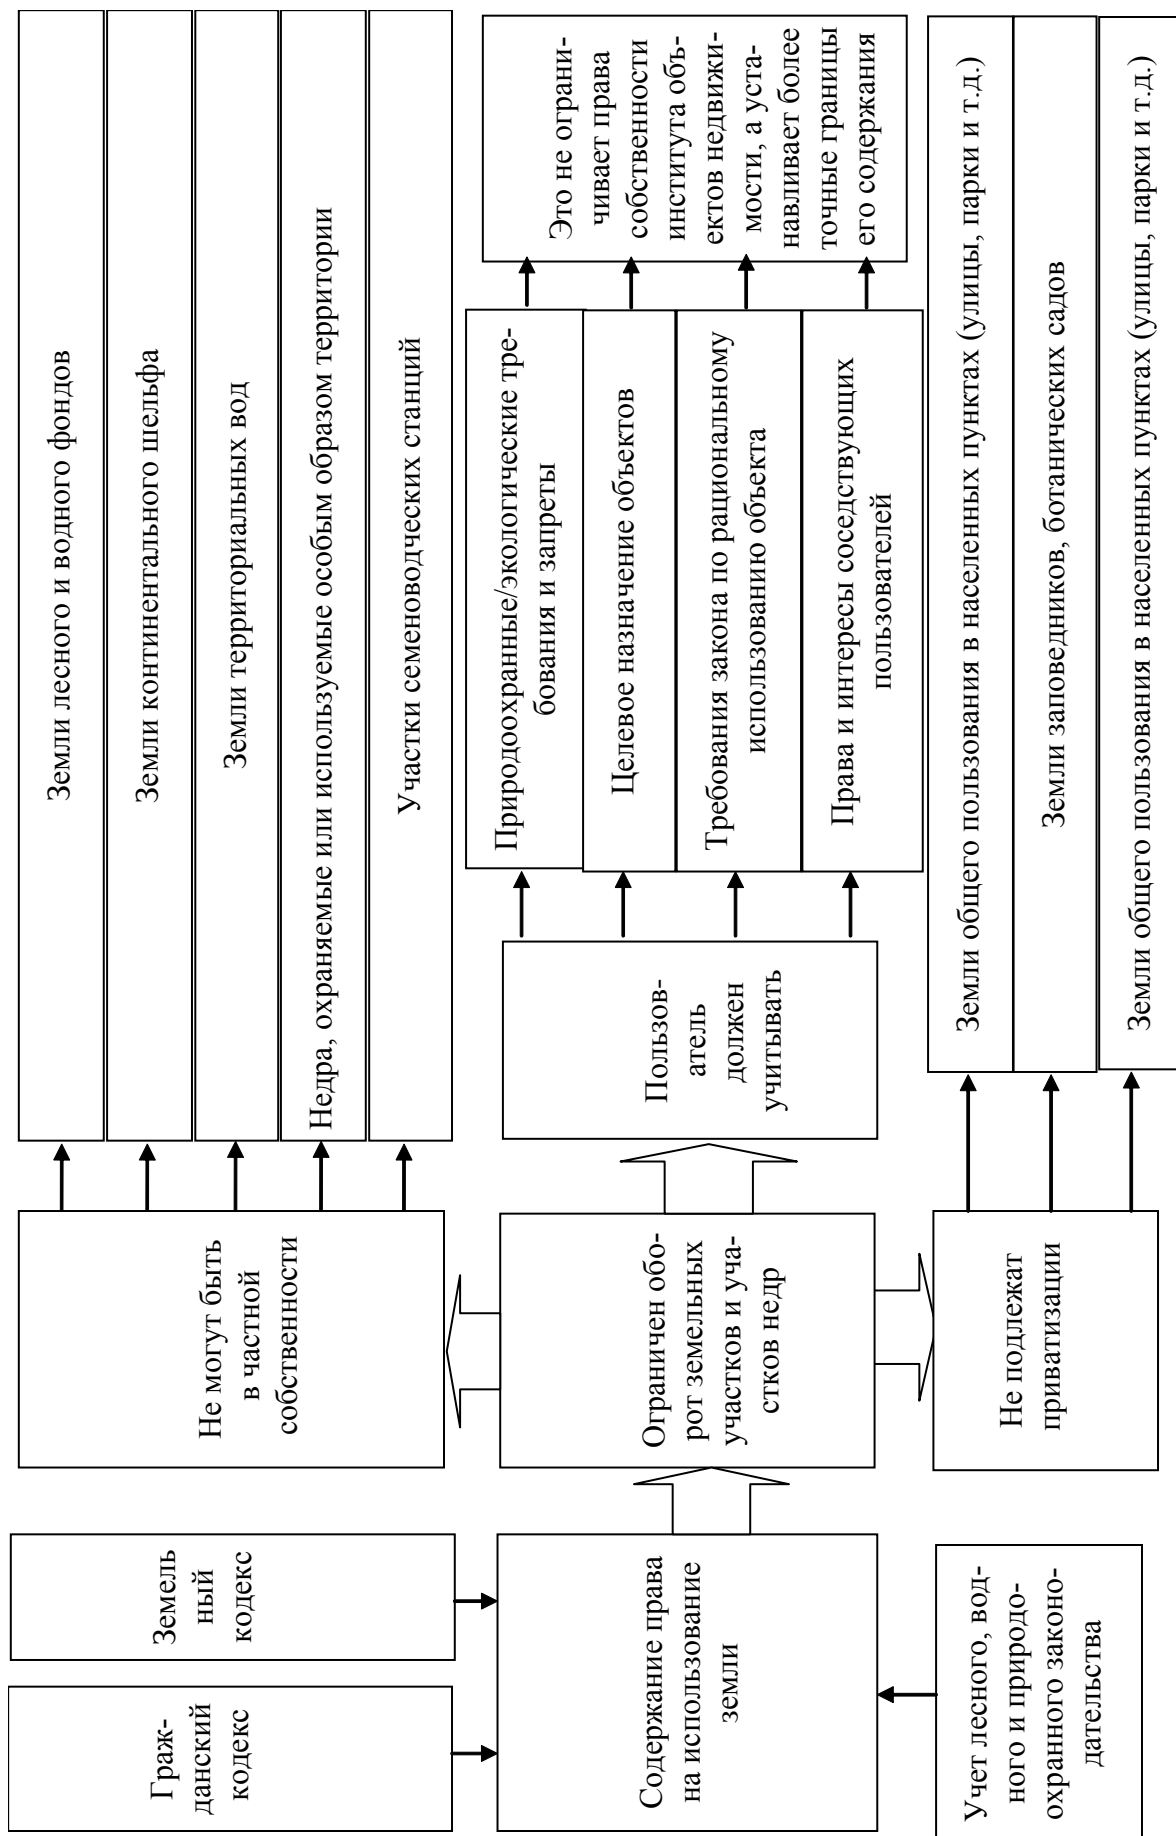 Граж-
данский
кодекс
Земель
ный
кодекс
Содержание права
на использование
земли
Учет лесного, вод-
ного и природо-
охранного законо-
дательства
Не могут быть
в частной
собственности
Ограничен обо-
рот земельных
участков и уча-
стков недр
Не подлежат
приватизации
Земли лесного и водного фондов
Земли континентального шельфа
Земли территориальных вод
Недра, охраняемые или используемые особым образом территории
Участки семеноводческих станций
Пользов-
атель
должен
учитывать
Природоохранные/экологические тре-
бования и запреты
Целевое назначение объектов
Требования закона по рациональному
использованию объекта
Права и интересы соседствующих
пользователей
Это не ограни-
чивает права
собственности
института объ-
ектов недвижи-
мости, а уста-
навливает более
точные границы
его содержания
Земли общего пользования в населенных пунктах (улицы, парки и т.д.)
Земли заповедников, ботанических садов
Земли общего пользования в населенных пунктах (улицы, парки и т.д.)